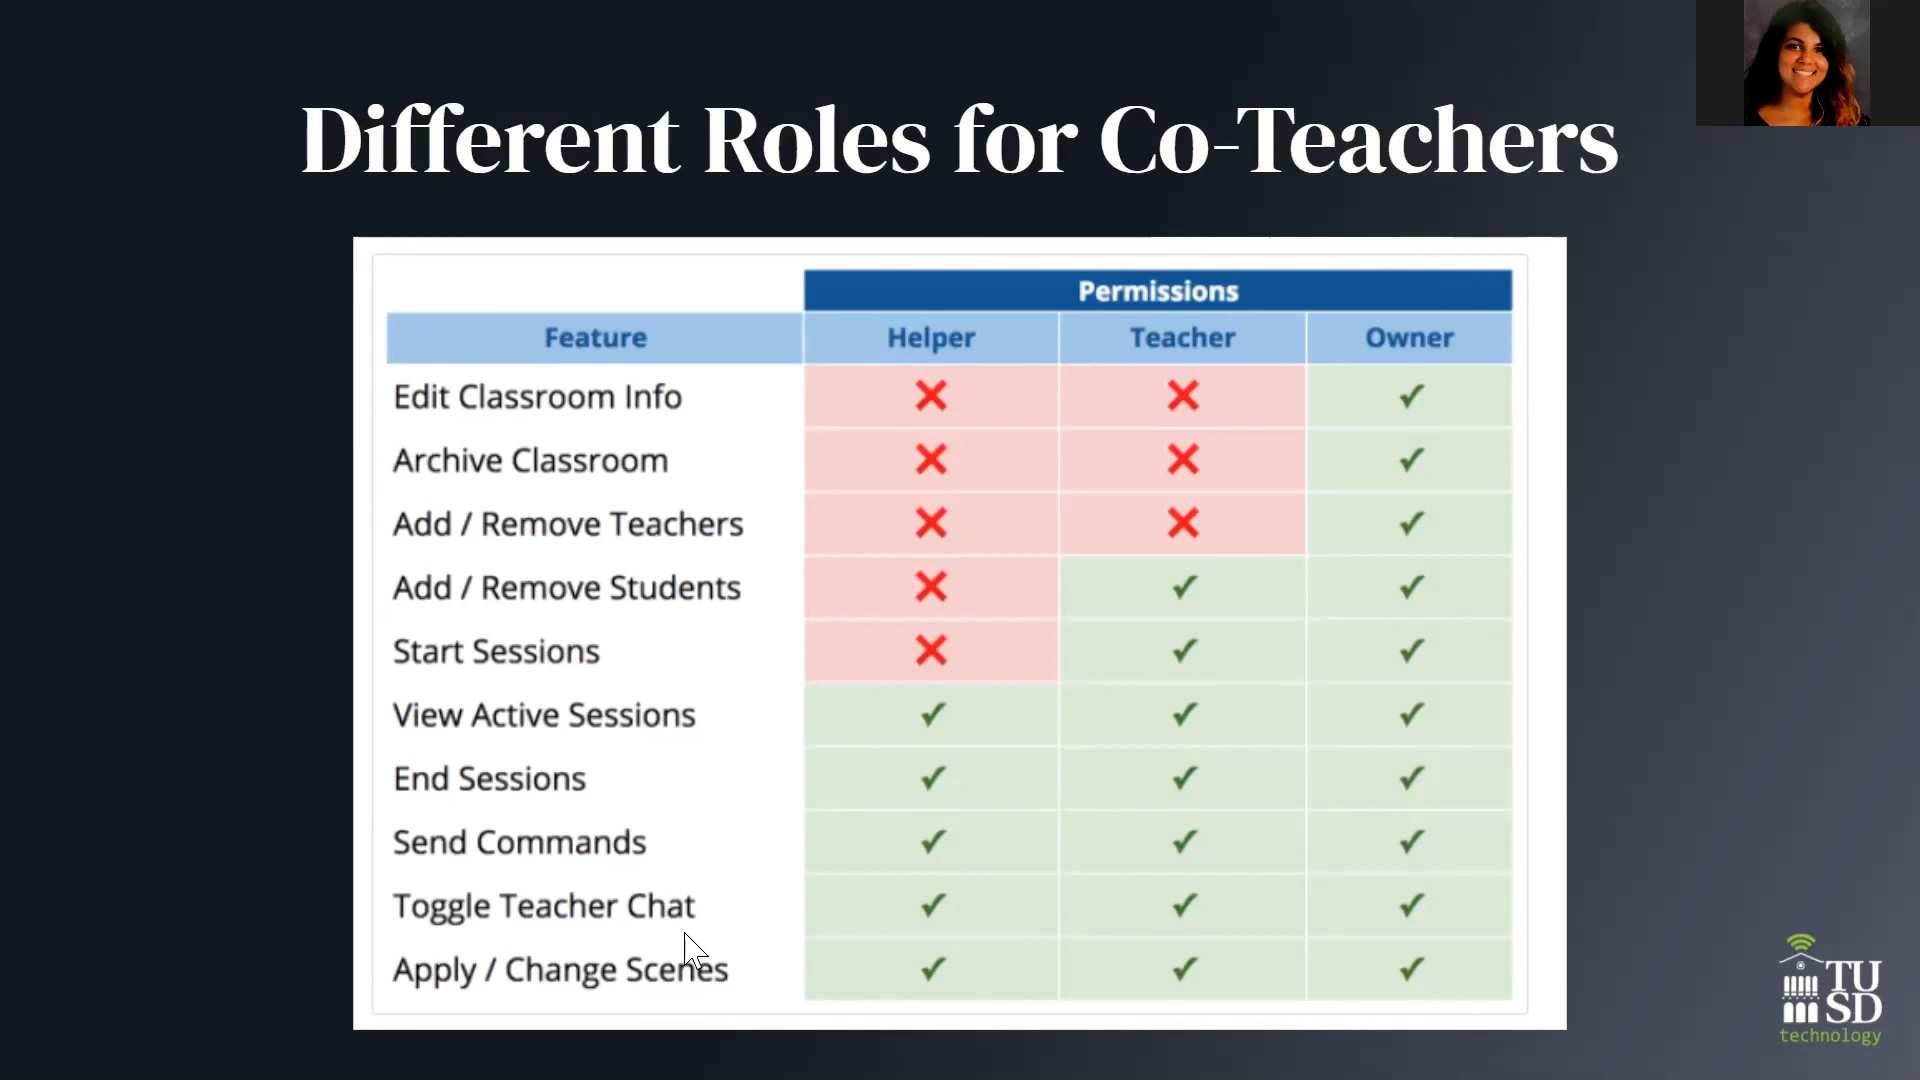 Different Roles for Co-Teachers
Permissions
Feature Helper Teacher Owner
Edit Classroom Info ❌ ❌ ✔
Archive Classroom ❌ ❌ ✔
Add / Remove Teachers ❌ ❌ ✔
Add / Remove Students ❌ ✔ ✔
Start Sessions ❌ ✔ ✔
View Active Sessions ✔ ✔ ✔
End Sessions ✔ ✔ ✔
Send Commands ✔ ✔ ✔
Toggle Teacher Chat ✔ ✔ ✔
Apply / Change Scenes ✔ ✔ ✔
TU
SD
technology